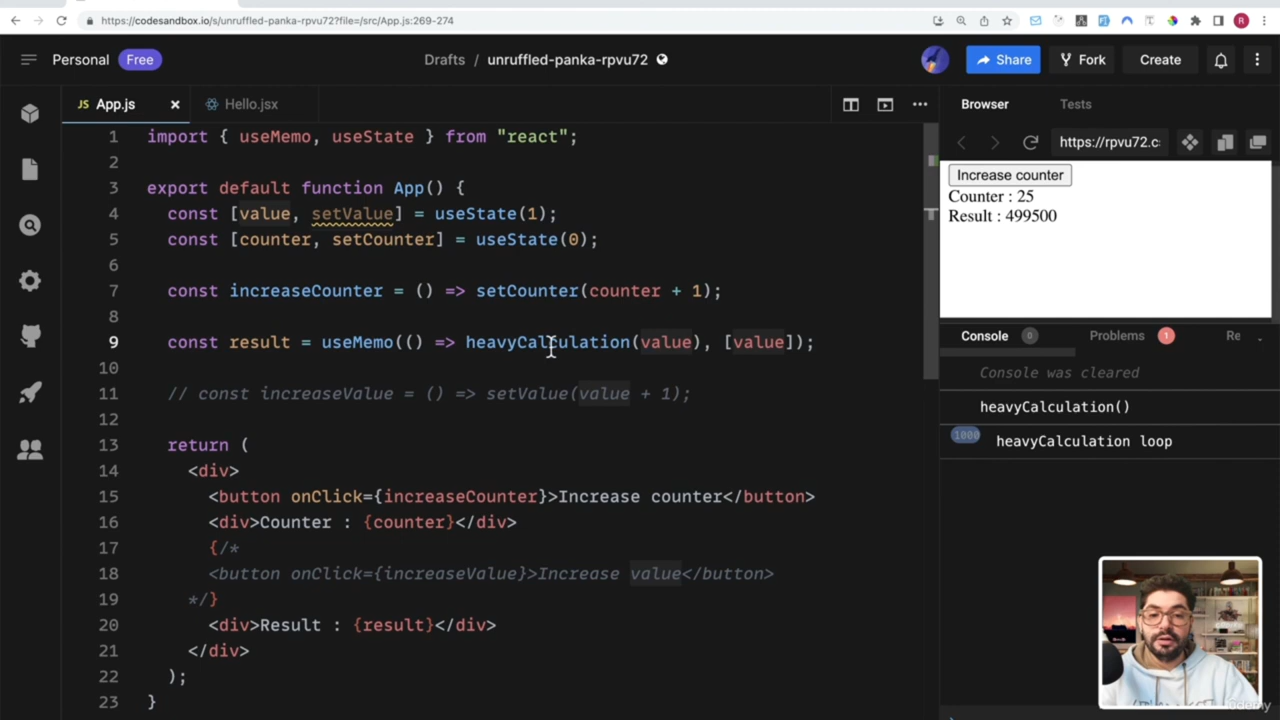 https://codesandbox.io/s/unruffled-panka-rpvu72?file=/src/App.js:269-274
Personal Free Drafts / unruffled-panka-rpvu72 Share Fork Create
JS App.js Hello.jsx
1 import { useMemo, useState } from "react";
2
3 export default function App() {
4 const [value, setValue] = useState(1);
5 const [counter, setCounter] = useState(0);
6
7 const increaseCounter = () => setCounter(counter + 1);
8
9 const result = useMemo(() => heavyCalculation(value), [value]);
10
11 // const increaseValue = () => setValue(value + 1);
12
13 return (
14 <div>
15 <button onClick={increaseCounter}>Increase counter</button>
16 <div>Counter : {counter}</div>
17 {/*
18 <button onClick={increaseValue}>Increase value</button>
19 */}
20 <div>Result : {result}</div>
21 </div>
22 );
23 }
Browser Tests
https://rpvu72.c
Increase counter
Counter : 25
Result : 499500
Console 0 Problems 1 Re
Console was cleared
heavyCalculation()
1000 heavyCalculation loop
R
Udemy